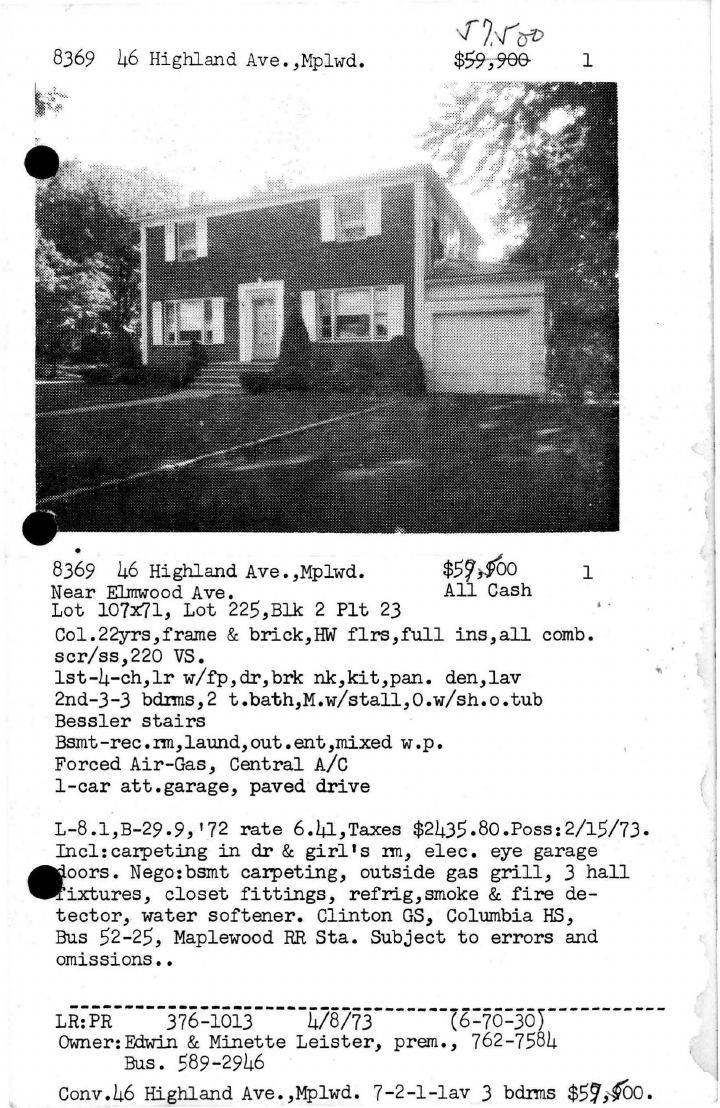 57,500
8369 46 Highland Ave.,Mplwd. $59,900 1
8369 46 Highland Ave.,Mplwd. $59,900 1
Near Elmwood Ave. All Cash
Lot 107x71, Lot 225,Blk 2 Plt 23
Col.22yrs,frame & brick,HW flrs,full ins,all comb.
scr/ss,220 VS.
1st-4-ch,lr w/fp,dr,brk nk,kit,pan. den,lav
2nd-3-3 bdrms,2 t.bath,M.w/stall,O.w/sh.o.tub
Bessler stairs
Bsmt-rec.rm,laund,out.ent,mixed w.p.
Forced Air-Gas, Central A/C
1-car att.garage, paved drive
L-8.1,B-29.9,'72 rate 6.41,Taxes $2435.80.Poss:2/15/73.
Incl:carpeting in dr & girl's rm, elec. eye garage
doors. Nego:bsmt carpeting, outside gas grill, 3 hall
fixtures, closet fittings, refrig,smoke & fire de-
tector, water softener. Clinton GS, Columbia HS,
Bus 52-25, Maplewood RR Sta. Subject to errors and
omissions..
LR:PR 376-1013 4/8/73 (6-70-30)
Owner:Edwin & Minette Leister, prem., 762-7584
Bus. 589-2946
Conv.46 Highland Ave.,Mplwd. 7-2-1-lav 3 bdrms $59,900.